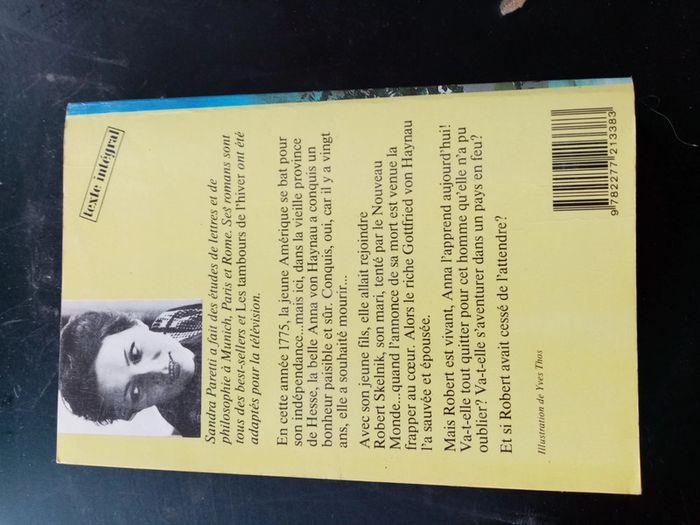 texte intégral
Sandra Paretti a fait des études de lettres et de
philosophie à Munich, Paris et Rome. Ses romans sont
tous des best-sellers et Les tambours de l'hiver ont été
adaptés pour la télévision.
En cette année 1775, la jeune Amérique se bat pour
son indépendance...mais ici, dans la vieille province
de Hesse, la belle Anna von Haynau a conquis un
bonheur paisible et sûr. Conquis, oui, car il y a vingt
ans, elle a souhaité mourir...
Avec son jeune fils, elle allait rejoindre
Robert Skelnik, son mari, tenté par le Nouveau
Monde...quand l'annonce de sa mort est venue la
frapper au cœur. Alors le riche Gottfried von Haynau
l'a sauvée et épousée.
Mais Robert est vivant, Anna l'apprend aujourd'hui!
Va-t-elle tout quitter pour cet homme qu'elle n'a pu
oublier? Va-t-elle s'aventurer dans un pays en feu?
Et si Robert avait cessé de l'attendre?
Illustration de Yves Thos
9 782277 213383